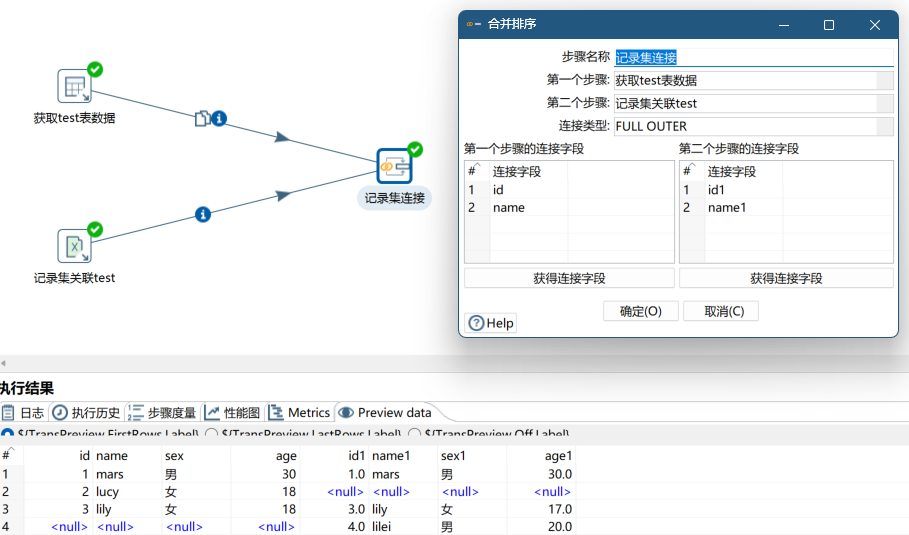 合并排序
步骤名称 记录集连接
第一个步骤: 获取test表数据
第二个步骤: 记录集关联test
连接类型: FULL OUTER
第一个步骤的连接字段 第二个步骤的连接字段
# 连接字段 # 连接字段
1 id 1 id1
2 name 2 name1
获得连接字段 获得连接字段
确定(O) 取消(C)
Help
获取test表数据
记录集连接
记录集关联test
执行结果
日志 执行历史 步骤度量 性能图 Metrics Preview data
${TransPreview.FirstRows.Label} ${TransPreview.LastRows.Label} ${TransPreview.Off.Label}
# id name sex age id1 name1 sex1 age1
1 1 mars 男 30 1.0 mars 男 30.0
2 2 lucy 女 18 <null> <null> <null> <null>
3 3 lily 女 18 3.0 lily 女 17.0
4 <null> <null> <null> <null> 4.0 lilei 男 20.0